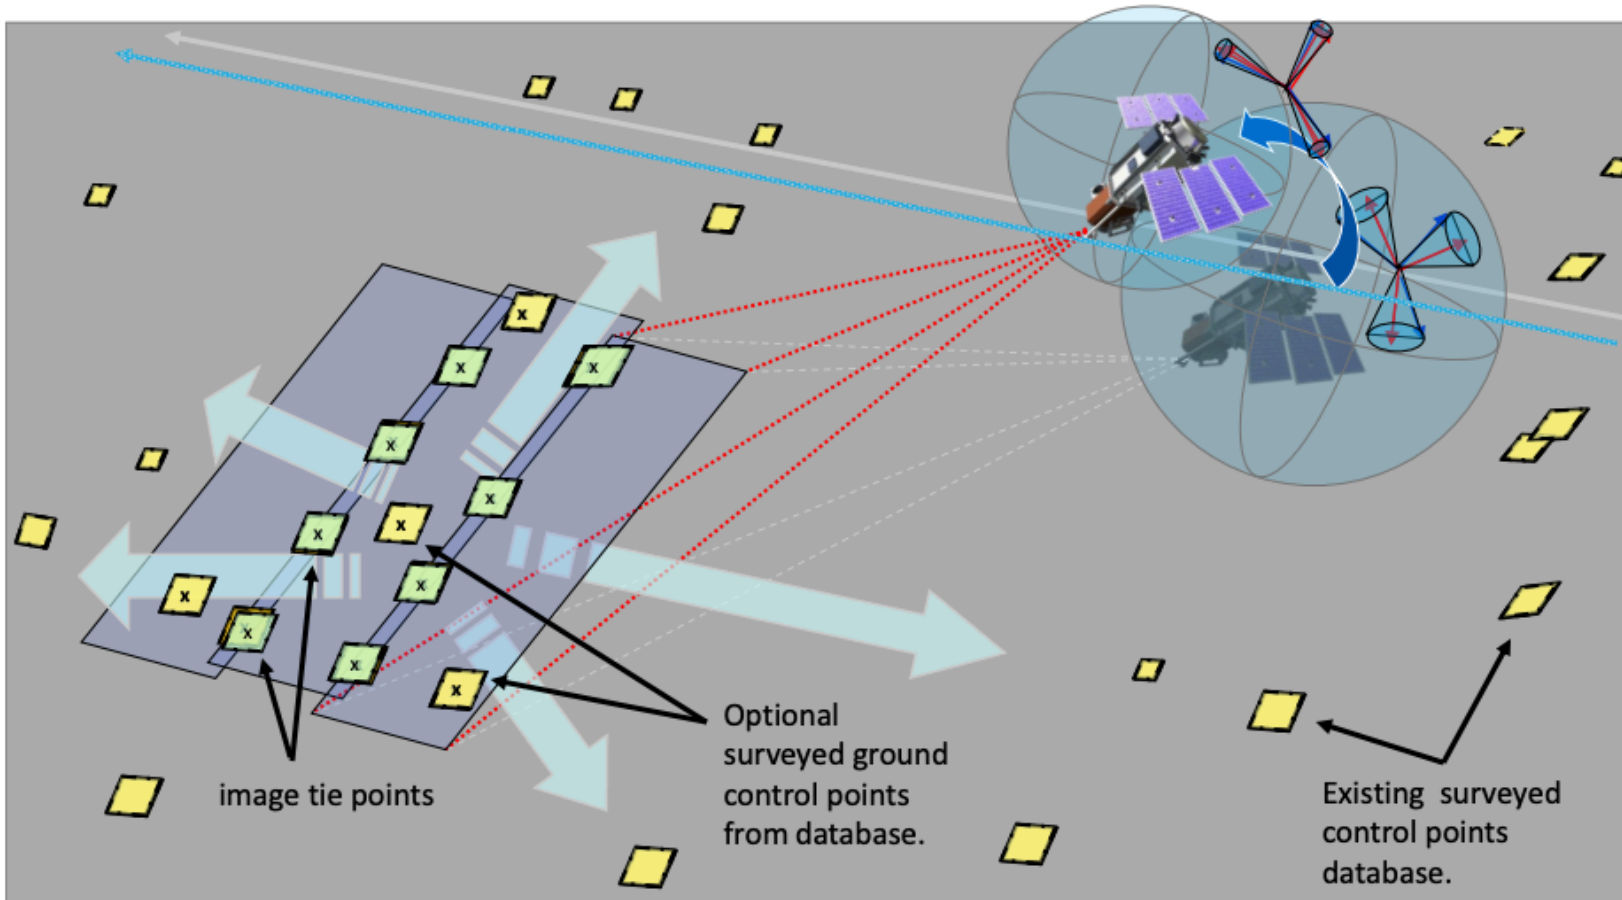 x
x
x
x
x
x
x
x
x
x
x
x
image tie points
Optional
surveyed ground
control points
from database.
Existing surveyed
control points
database.